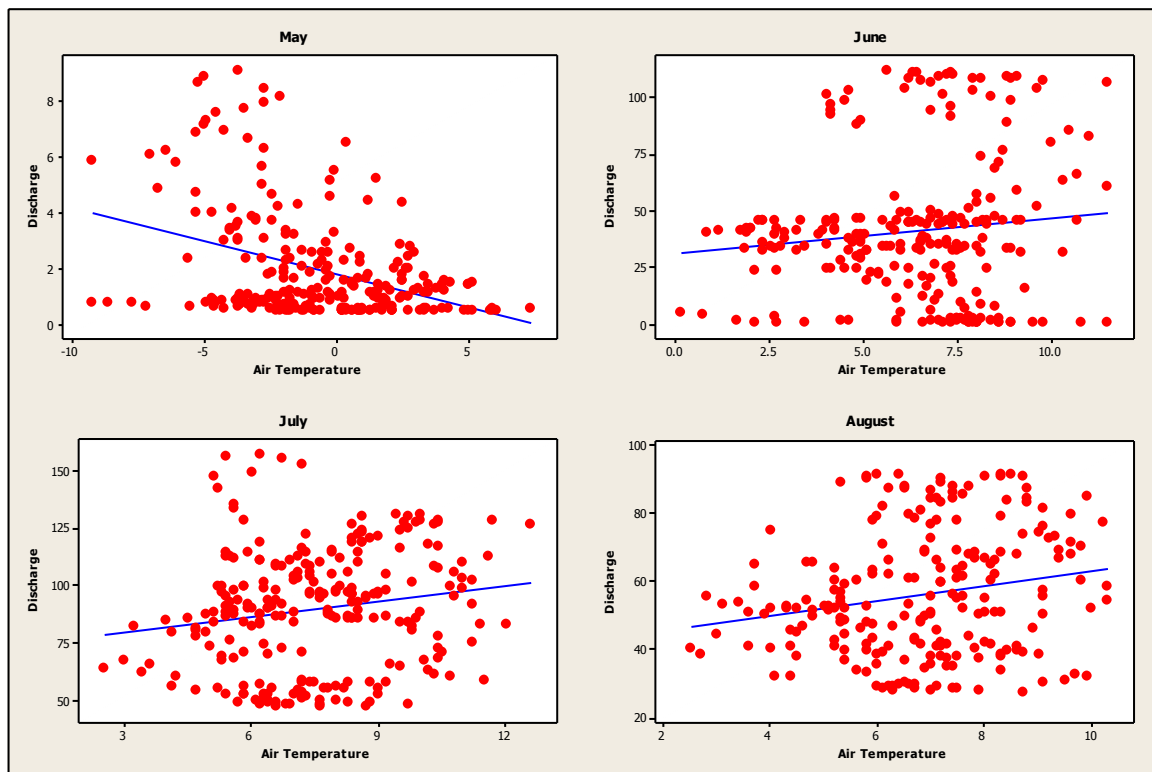 May
8
6
4
2
0
Discharge
-10 -5 0 5
Air Temperature
June
100
75
50
25
0
Discharge
0.0 2.5 5.0 7.5 10.0
Air Temperature
July
150
125
100
75
50
Discharge
3 6 9 12
Air Temperature
August
100
80
60
40
20
Discharge
2 4 6 8 10
Air Temperature